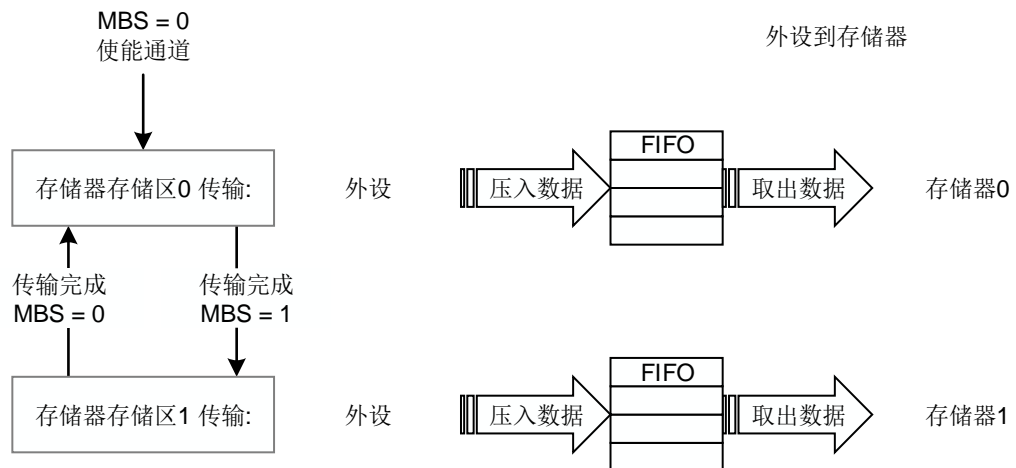 MBS = 0
使能通道
外设到存储器
存储器存储区0 传输:
外设
压入数据
FIFO
取出数据
存储器0
传输完成
MBS = 0
传输完成
MBS = 1
存储器存储区1 传输:
外设
压入数据
FIFO
取出数据
存储器1